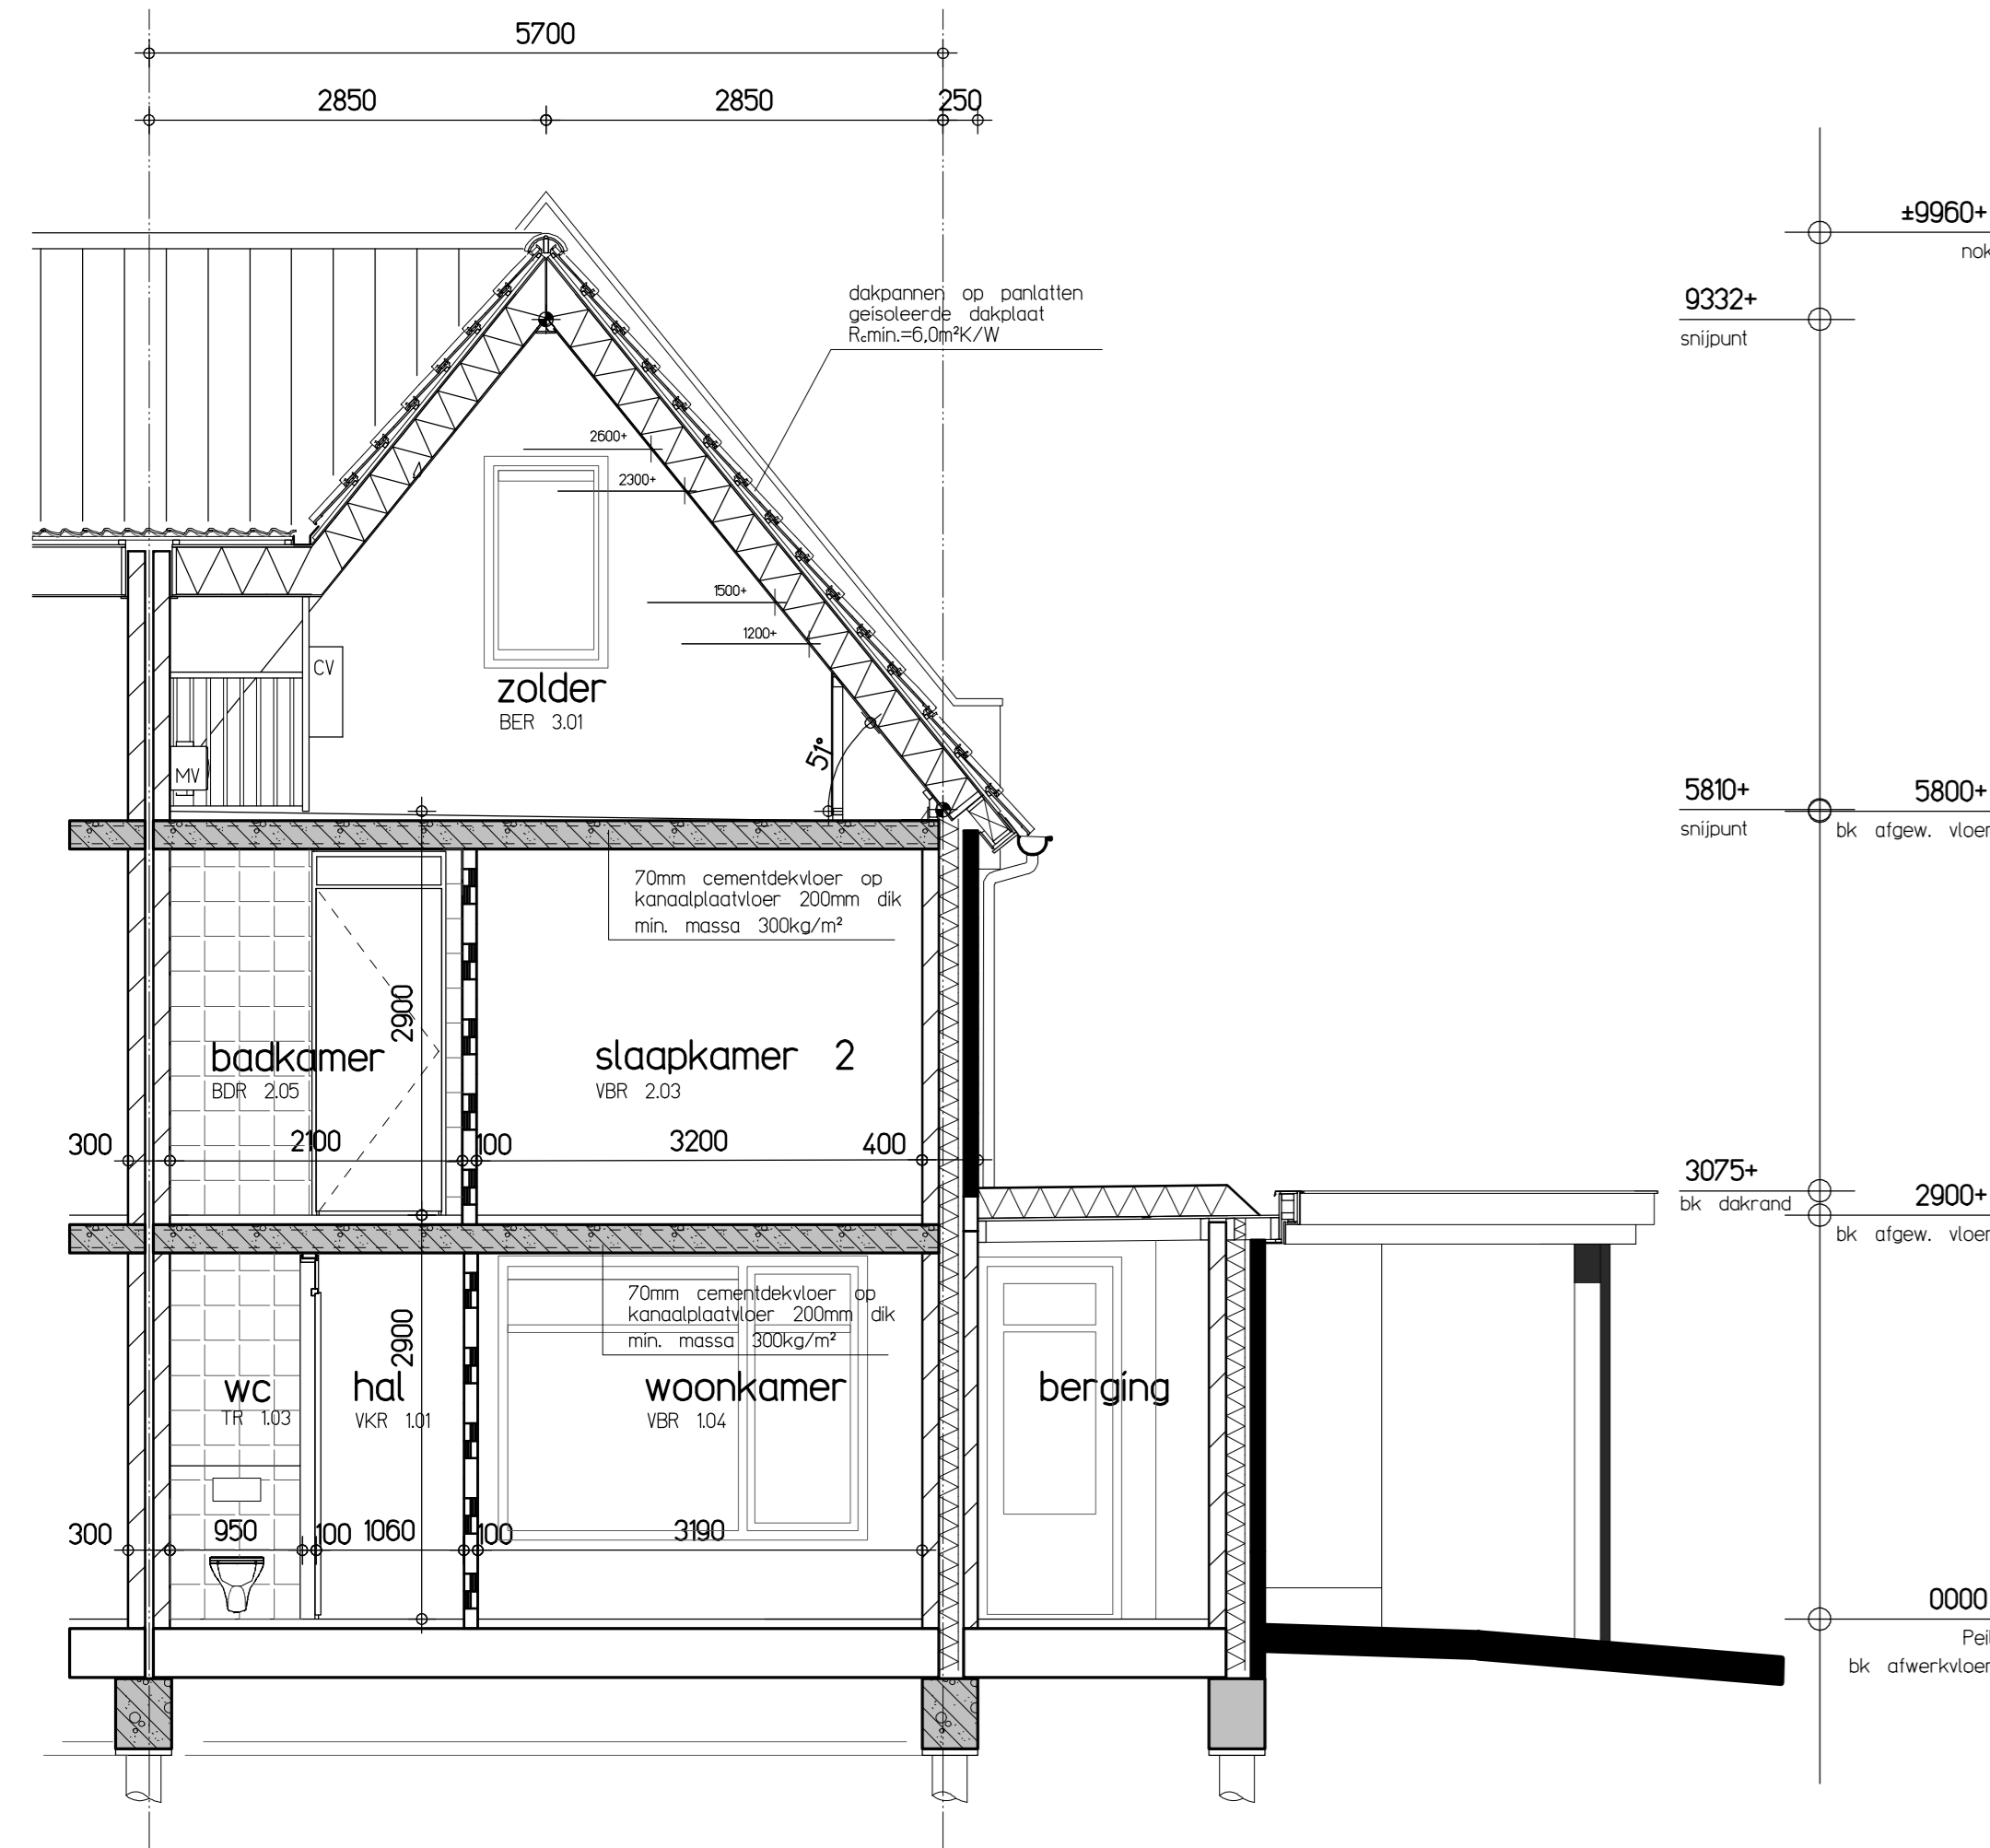 5700
2850 2850 250
±9960+
nok
dakpannen op panlatten
geisoleerde dakplaat
Rcmin.=6,0m²K/W
9332+
snijpunt
2600+
2300+
1500+
1200+
CV
zolder
BER 3.01
51°
MV
5810+
snijpunt
5800+
bk afgew. vloer
70mm cementdekvloer op
kanaalplaatvloer 200mm dik
min. massa 300kg/m²
2900
badkamer
BDR 2.05
slaapkamer 2
VBR 2.03
300 2100 100 3200 400
3075+
bk dakrand
2900+
bk afgew. vloer
70mm cementdekvloer op
kanaalplaatvloer 200mm dik
min. massa 300kg/m²
2900
wc
TR 1.03
hal
VKR 1.01
woonkamer
VBR 1.04
berging
300 950 100 1060 100 3190
0000
Peil
bk afwerkvloer